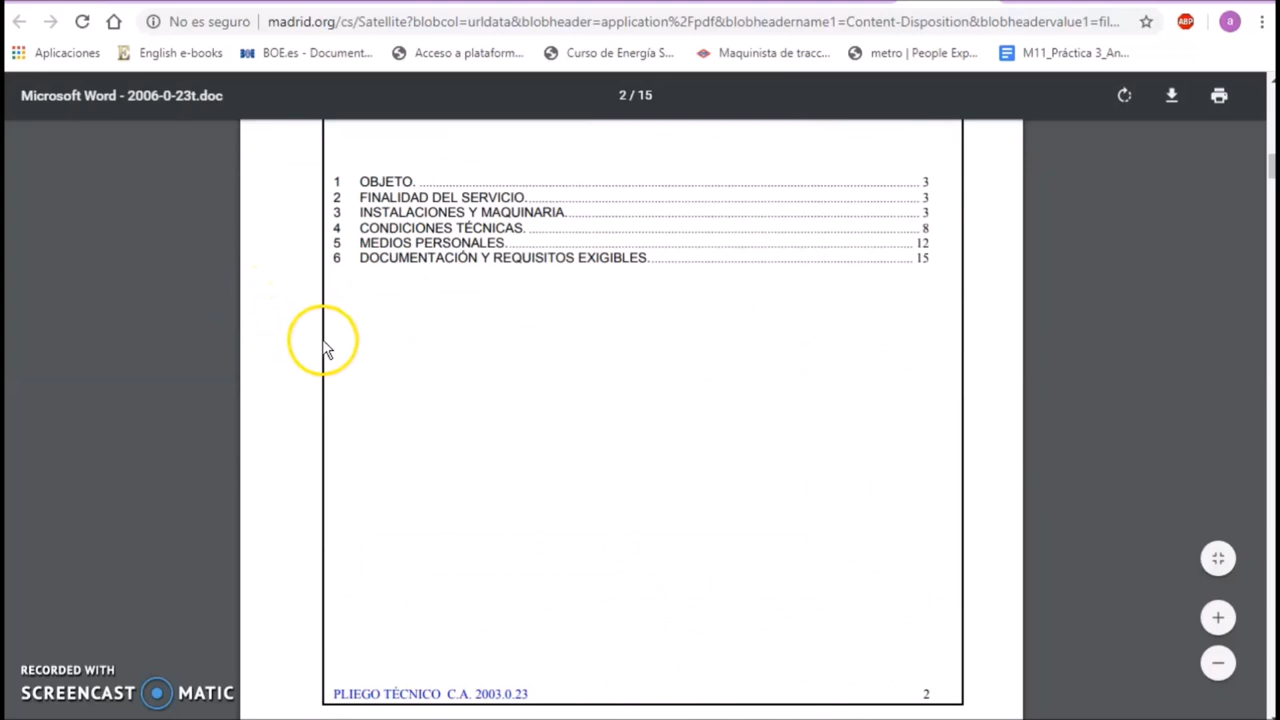 No es seguro
madrid.org/cs/Satellite?blobcol=urldata&blobheader=application%2Fpdf&blobheadername1=Content-Disposition&blobheadervalue1=fil...
ABP
a
Aplicaciones
English e-books
BOE.es - Document...
Acceso a plataform...
Curso de Energía S...
Maquinista de tracc...
metro | People Exp...
M11_Práctica 3_An...
Microsoft Word - 2006-0-23t.doc
2 / 15
1 OBJETO. 3
2 FINALIDAD DEL SERVICIO. 3
3 INSTALACIONES Y MAQUINARIA. 3
4 CONDICIONES TÉCNICAS. 8
5 MEDIOS PERSONALES. 12
6 DOCUMENTACIÓN Y REQUISITOS EXIGIBLES. 15
PLIEGO TÉCNICO C.A. 2003.0.23 2
RECORDED WITH
SCREENCAST MATIC